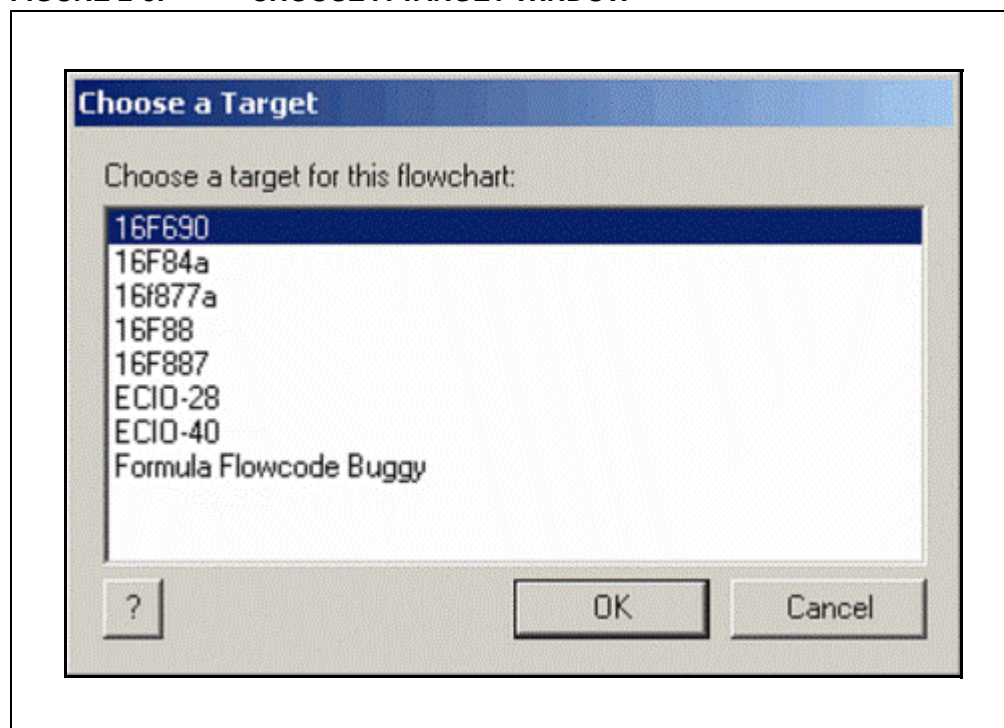 Choose a Target
Choose a target for this flowchart:
16F690
16F84a
16f877a
16F88
16F887
ECIO-28
ECIO-40
Formula Flowcode Buggy
?
OK
Cancel